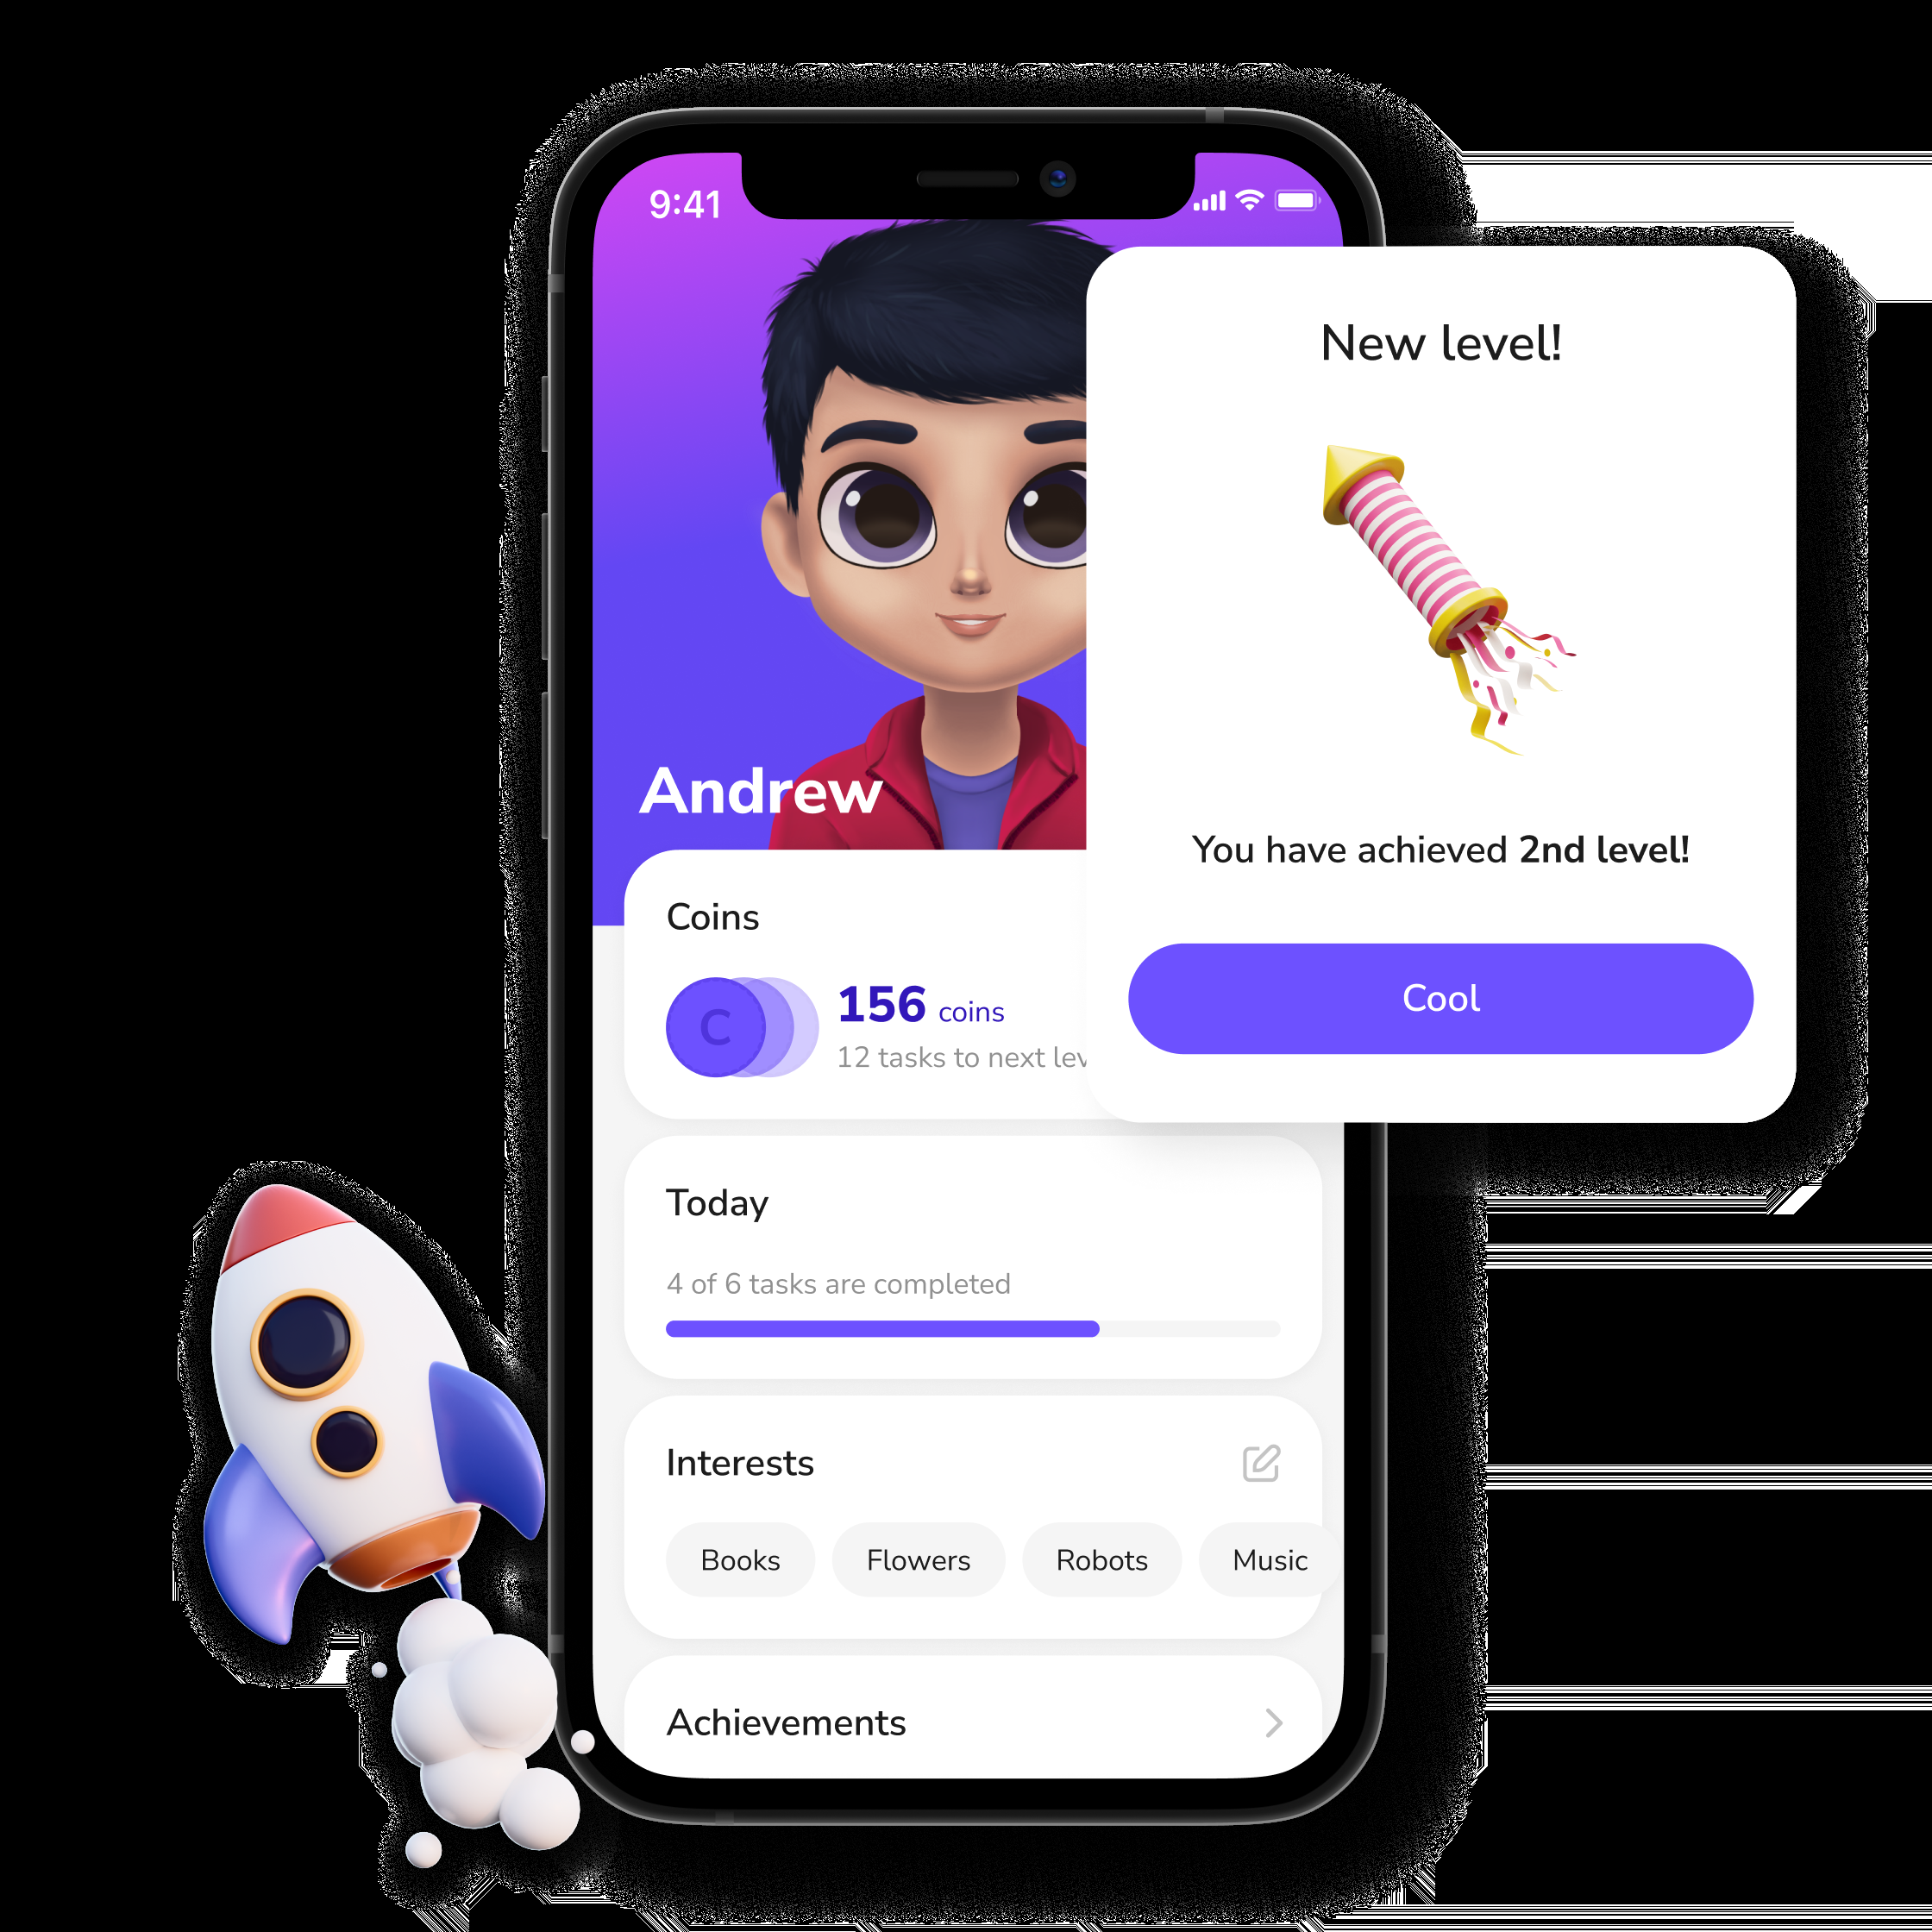 9:41
New level!
Andrew
You have achieved 2nd level!
Coins
C
156 coins
12 tasks to next lev
Cool
Today
4 of 6 tasks are completed
Interests
Books
Flowers
Robots
Music
Achievements